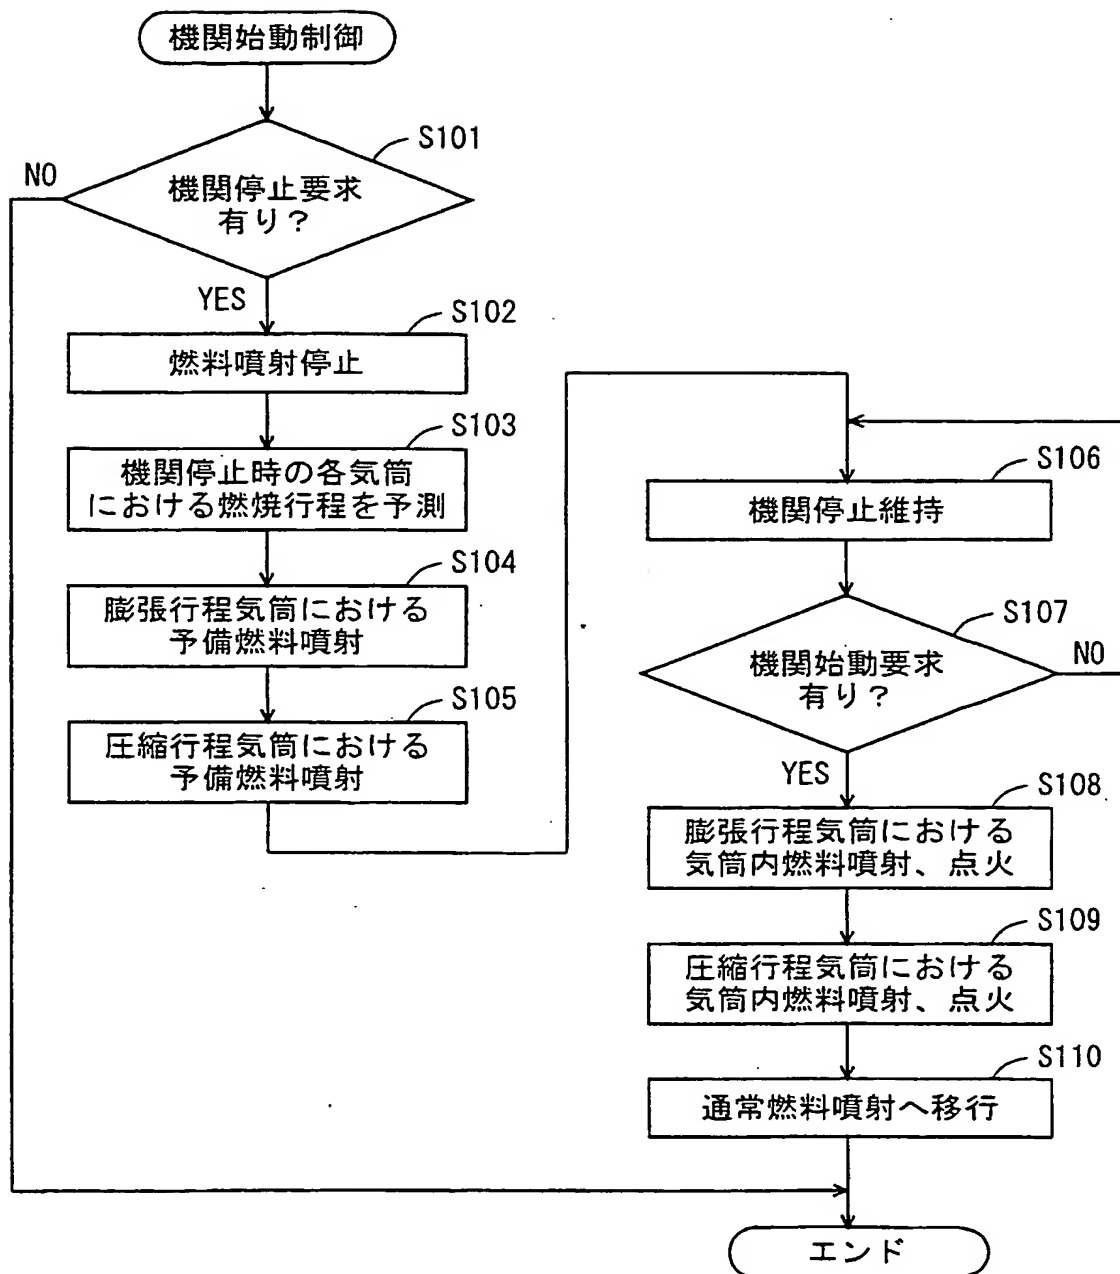 機関始動制御
S101
NO
機関停止要求
有り？
YES
S102
燃料噴射停止
S103
機関停止時の各気筒
における燃焼行程を予測
S104
膨張行程気筒における
予備燃料噴射
S105
圧縮行程気筒における
予備燃料噴射
S106
機関停止維持
S107
機関始動要求
有り？
NO
YES
S108
膨張行程気筒における
気筒内燃料噴射、点火
S109
圧縮行程気筒における
気筒内燃料噴射、点火
S110
通常燃料噴射へ移行
エンド